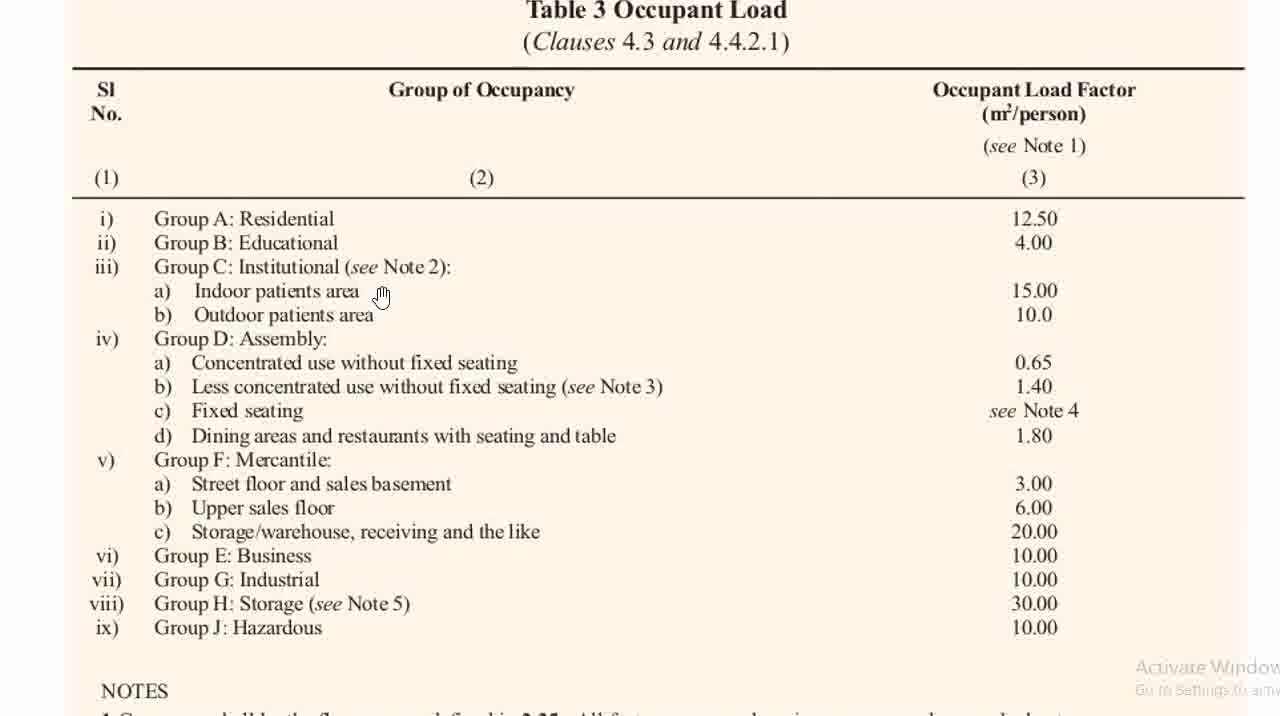 Table 3 Occupant Load
(Clauses 4.3 and 4.4.2.1)
Sl No. Group of Occupancy Occupant Load Factor (m²/person)
(see Note 1)
(1) (2) (3)
i) Group A: Residential 12.50
ii) Group B: Educational 4.00
iii) Group C: Institutional (see Note 2):
a) Indoor patients area 15.00
b) Outdoor patients area 10.0
iv) Group D: Assembly:
a) Concentrated use without fixed seating 0.65
b) Less concentrated use without fixed seating (see Note 3) 1.40
c) Fixed seating see Note 4
d) Dining areas and restaurants with seating and table 1.80
v) Group F: Mercantile:
a) Street floor and sales basement 3.00
b) Upper sales floor 6.00
c) Storage/warehouse, receiving and the like 20.00
vi) Group E: Business 10.00
vii) Group G: Industrial 10.00
viii) Group H: Storage (see Note 5) 30.00
ix) Group J: Hazardous 10.00
Activate Window
Go to Settings to
NOTES